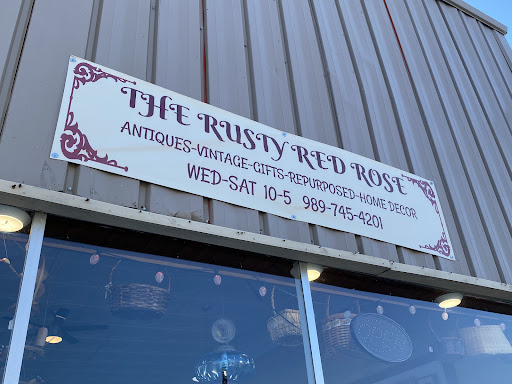 THE RUSTY RED ROSE
ANTIQUES-VINTAGE-GIFTS-REPURPOSED-HOME DECOR
WED-SAT 10-5 989-745-4201